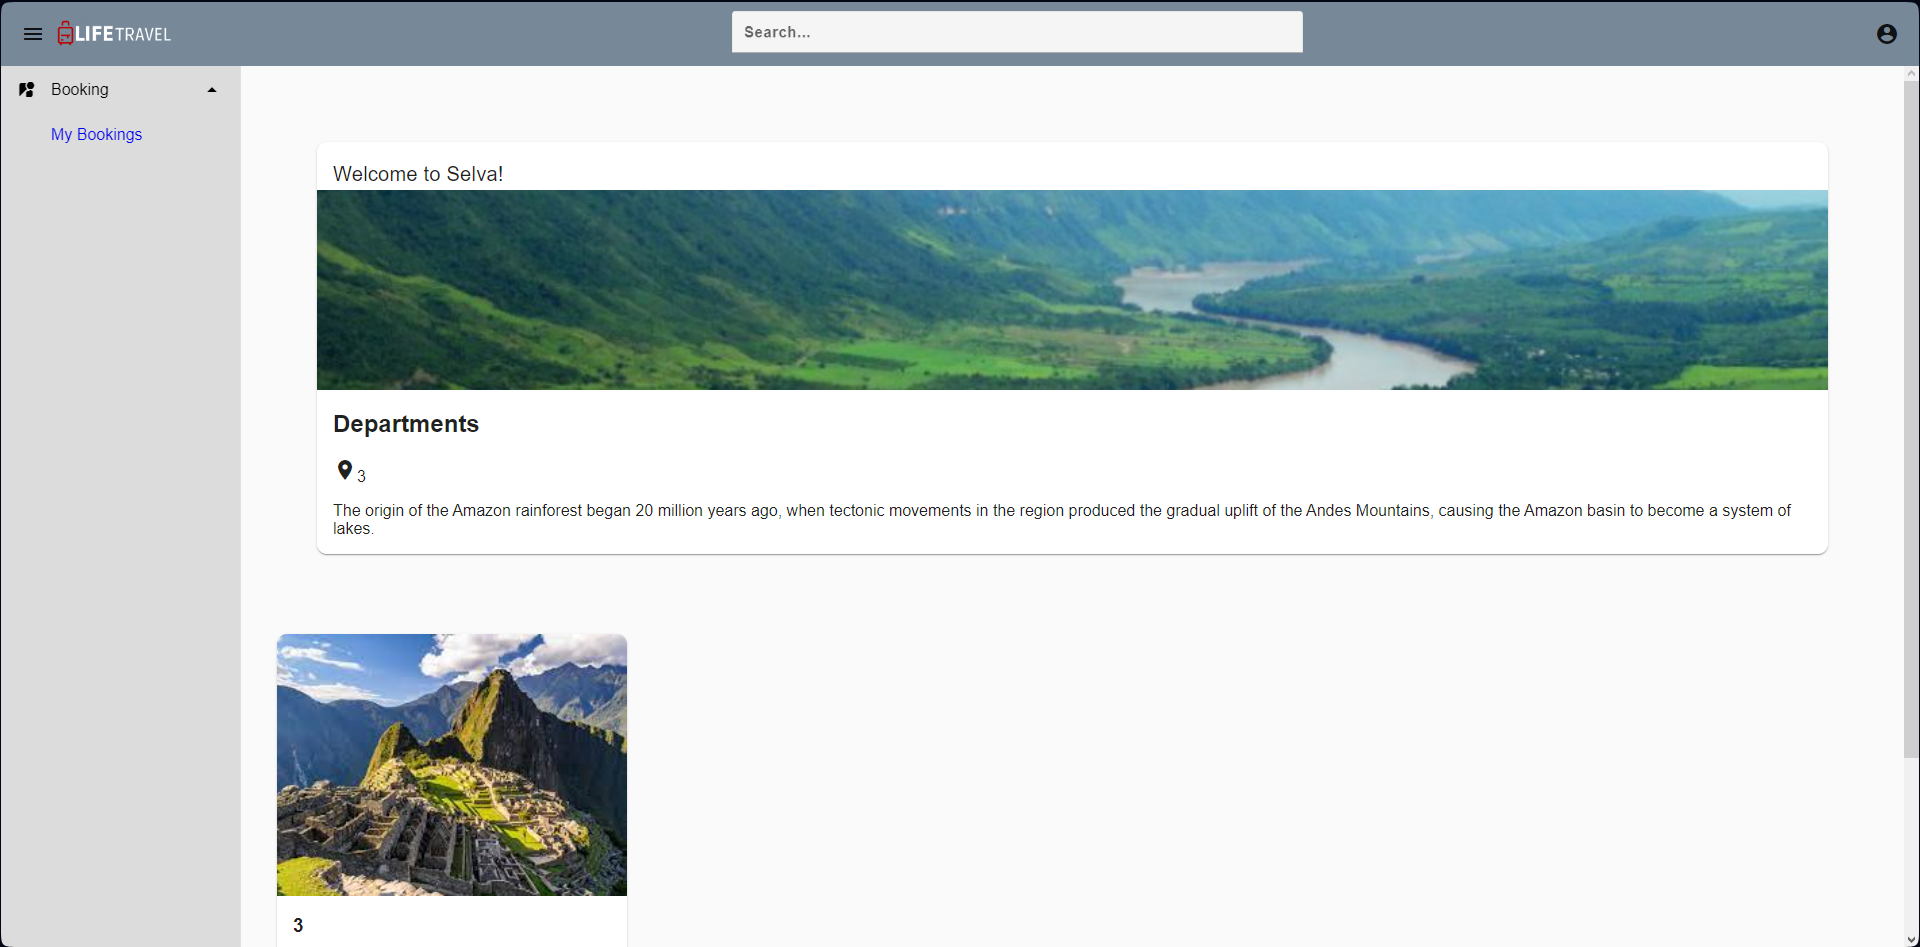 LIFETRAVEL
Search...
Booking
My Bookings
Welcome to Selva!
Departments
3
The origin of the Amazon rainforest began 20 million years ago, when tectonic movements in the region produced the gradual uplift of the Andes Mountains, causing the Amazon basin to become a system of
lakes.
3